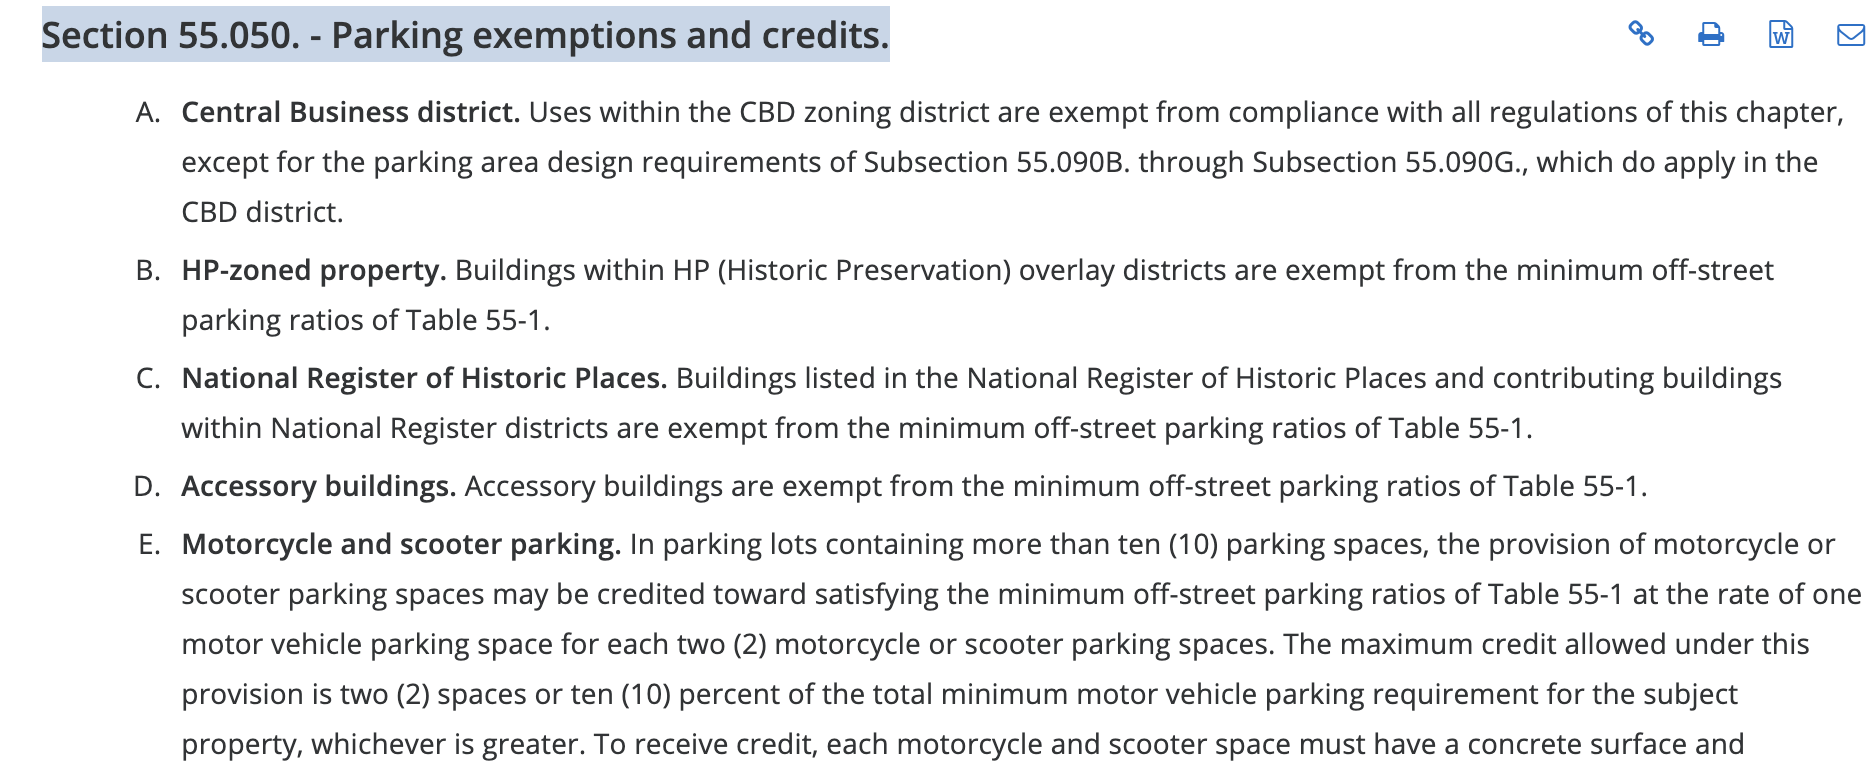 Section 55.050. - Parking exemptions and credits.
A. Central Business district. Uses within the CBD zoning district are exempt from compliance with all regulations of this chapter,
except for the parking area design requirements of Subsection 55.090B. through Subsection 55.090G., which do apply in the
CBD district.
B. HP-zoned property. Buildings within HP (Historic Preservation) overlay districts are exempt from the minimum off-street
parking ratios of Table 55-1.
C. National Register of Historic Places. Buildings listed in the National Register of Historic Places and contributing buildings
within National Register districts are exempt from the minimum off-street parking ratios of Table 55-1.
D. Accessory buildings. Accessory buildings are exempt from the minimum off-street parking ratios of Table 55-1.
E. Motorcycle and scooter parking. In parking lots containing more than ten (10) parking spaces, the provision of motorcycle or
scooter parking spaces may be credited toward satisfying the minimum off-street parking ratios of Table 55-1 at the rate of one
motor vehicle parking space for each two (2) motorcycle or scooter parking spaces. The maximum credit allowed under this
provision is two (2) spaces or ten (10) percent of the total minimum motor vehicle parking requirement for the subject
property, whichever is greater. To receive credit, each motorcycle and scooter space must have a concrete surface and